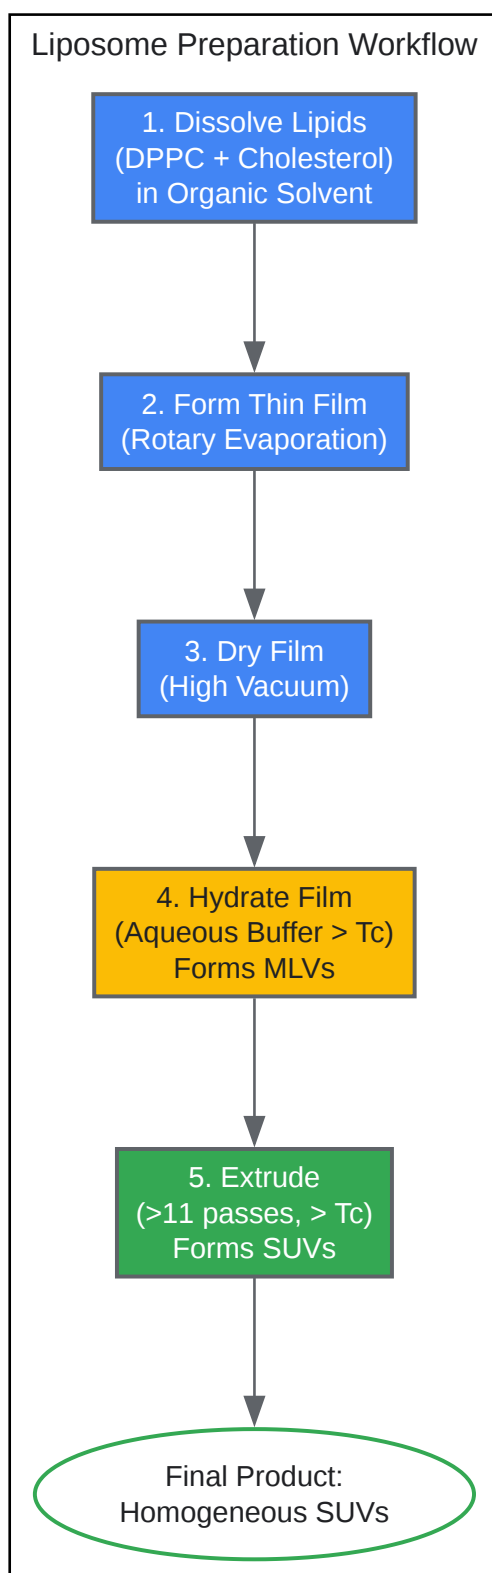 Liposome Preparation Workflow
1. Dissolve Lipids
(DPPC + Cholesterol)
in Organic Solvent
2. Form Thin Film
(Rotary Evaporation)
3. Dry Film
(High Vacuum)
4. Hydrate Film
(Aqueous Buffer > Tc)
Forms MLVs
5. Extrude
(>11 passes, > Tc)
Forms SUVs
Final Product:
Homogeneous SUVs